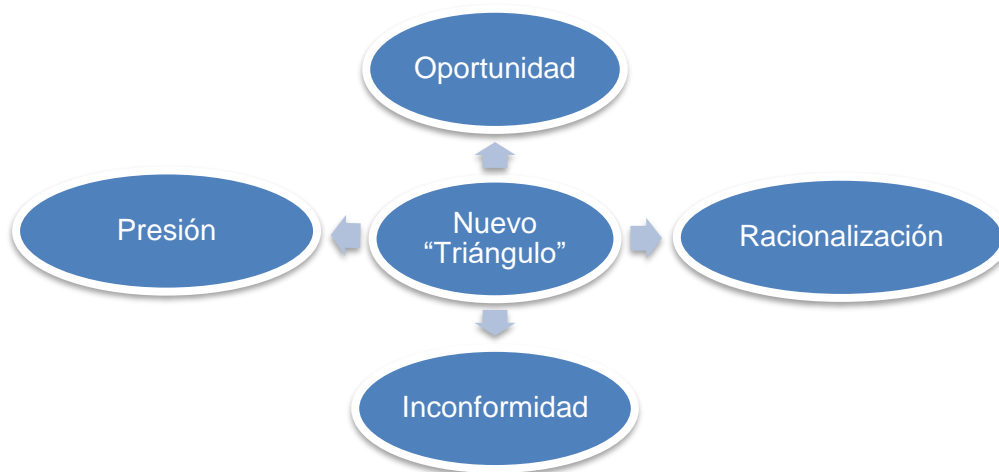 Oportunidad
Presión
Nuevo
“Triángulo”
Racionalización
Inconformidad